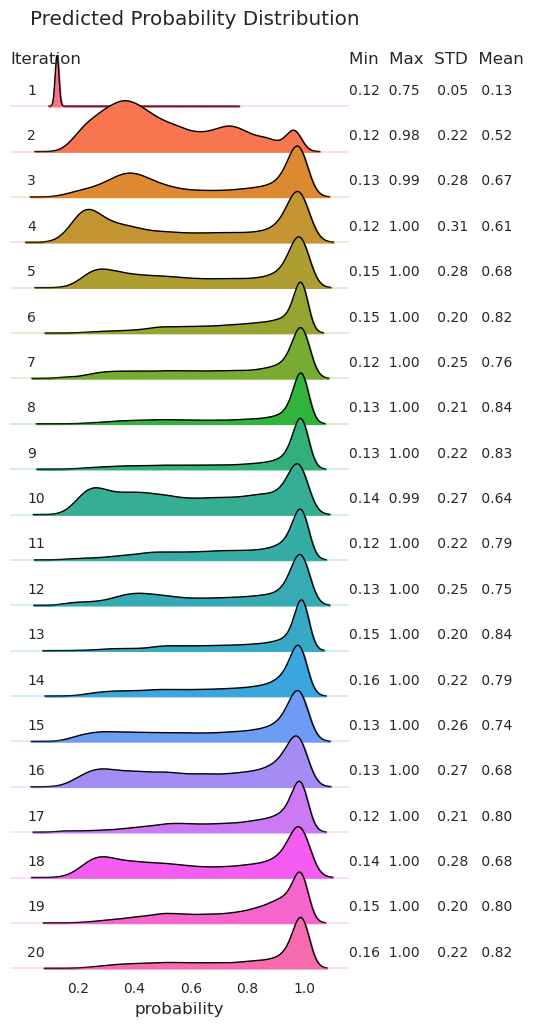 Predicted Probability Distribution
Iteration Min Max STD Mean
1 0.12 0.75 0.05 0.13
2 0.12 0.98 0.22 0.52
3 0.13 0.99 0.28 0.67
4 0.12 1.00 0.31 0.61
5 0.15 1.00 0.28 0.68
6 0.15 1.00 0.20 0.82
7 0.12 1.00 0.25 0.76
8 0.13 1.00 0.21 0.84
9 0.13 1.00 0.22 0.83
10 0.14 0.99 0.27 0.64
11 0.12 1.00 0.22 0.79
12 0.13 1.00 0.25 0.75
13 0.15 1.00 0.20 0.84
14 0.16 1.00 0.22 0.79
15 0.13 1.00 0.26 0.74
16 0.13 1.00 0.27 0.68
17 0.12 1.00 0.21 0.80
18 0.14 1.00 0.28 0.68
19 0.15 1.00 0.20 0.80
20 0.16 1.00 0.22 0.82
0.2 0.4 0.6 0.8 1.0
probability